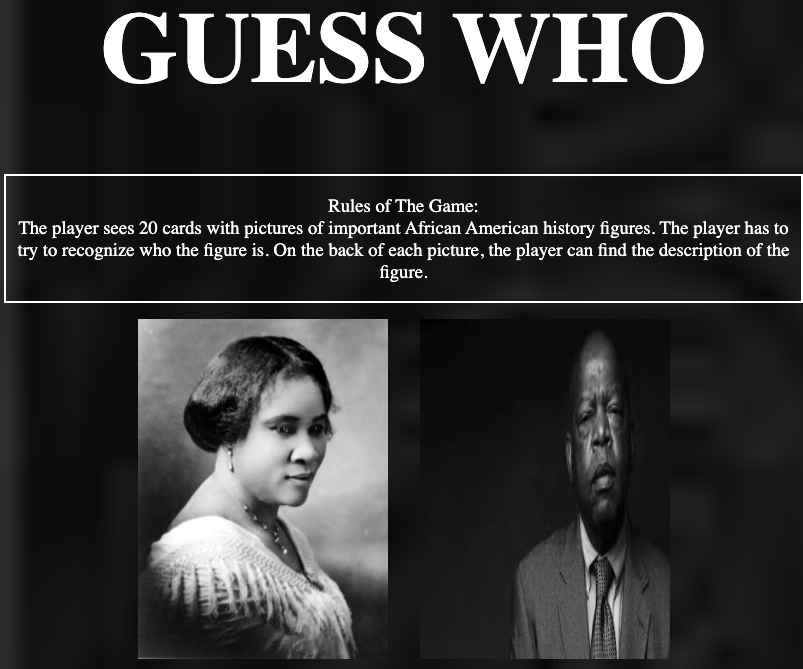 GUESS WHO
Rules of The Game:
The player sees 20 cards with pictures of important African American history figures. The player has to
try to recognize who the figure is. On the back of each picture, the player can find the description of the
figure.